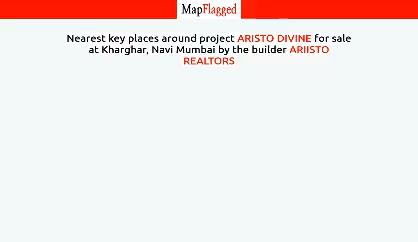 MapFlagged
Nearest key places around project ARISTO DIVINE for sale
at Kharghar, Navi Mumbai by the builder ARIISTO
REALTORS